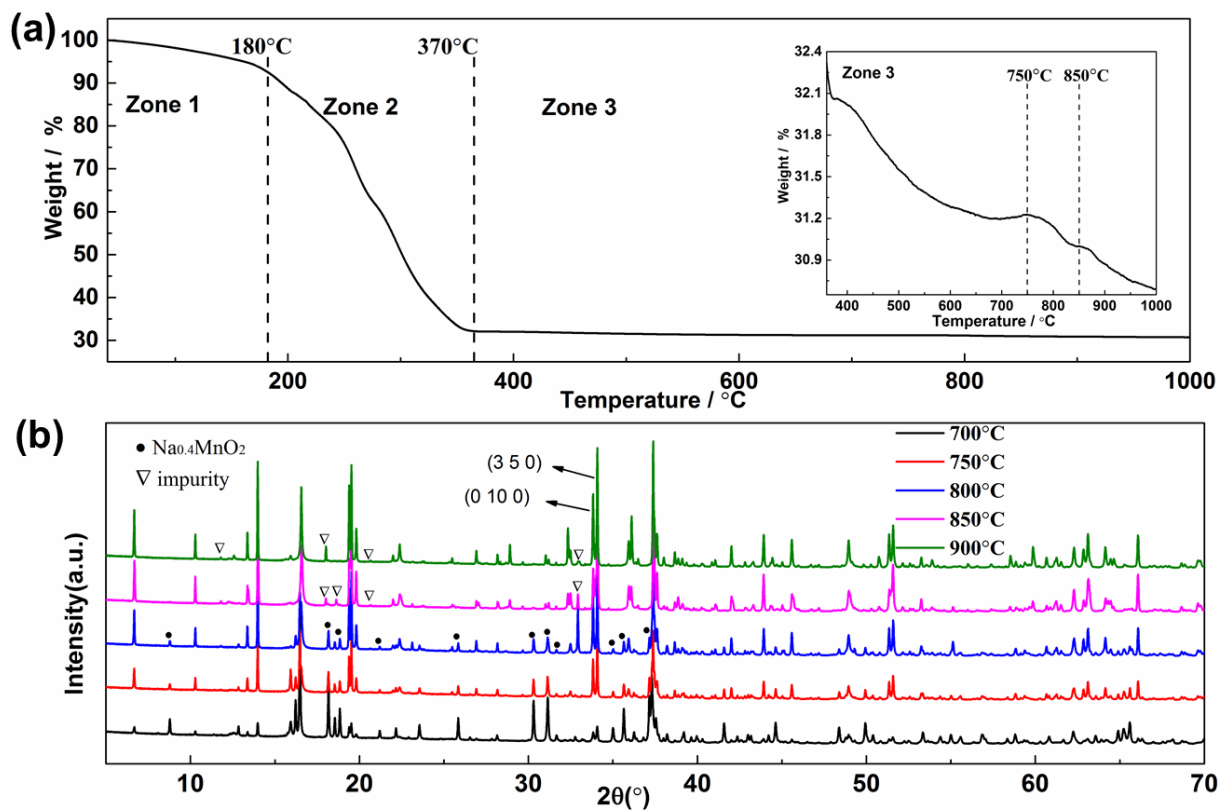 (a)
100
90
80
70
60
50
40
30
Weight / %
180°C
370°C
Zone 1
Zone 2
Zone 3
200
400
600
800
1000
Temperature / °C
32.4
32.1
31.8
31.5
31.2
30.9
Weight / %
Zone 3
750°C
850°C
400
500
600
700
800
900
1000
Temperature / °C
(b)
● Na0.4MnO2
▽ impurity
(3 5 0)
(0 10 0)
700°C
750°C
800°C
850°C
900°C
Intensity(a.u.)
10
20
30
40
50
60
70
2θ(°)